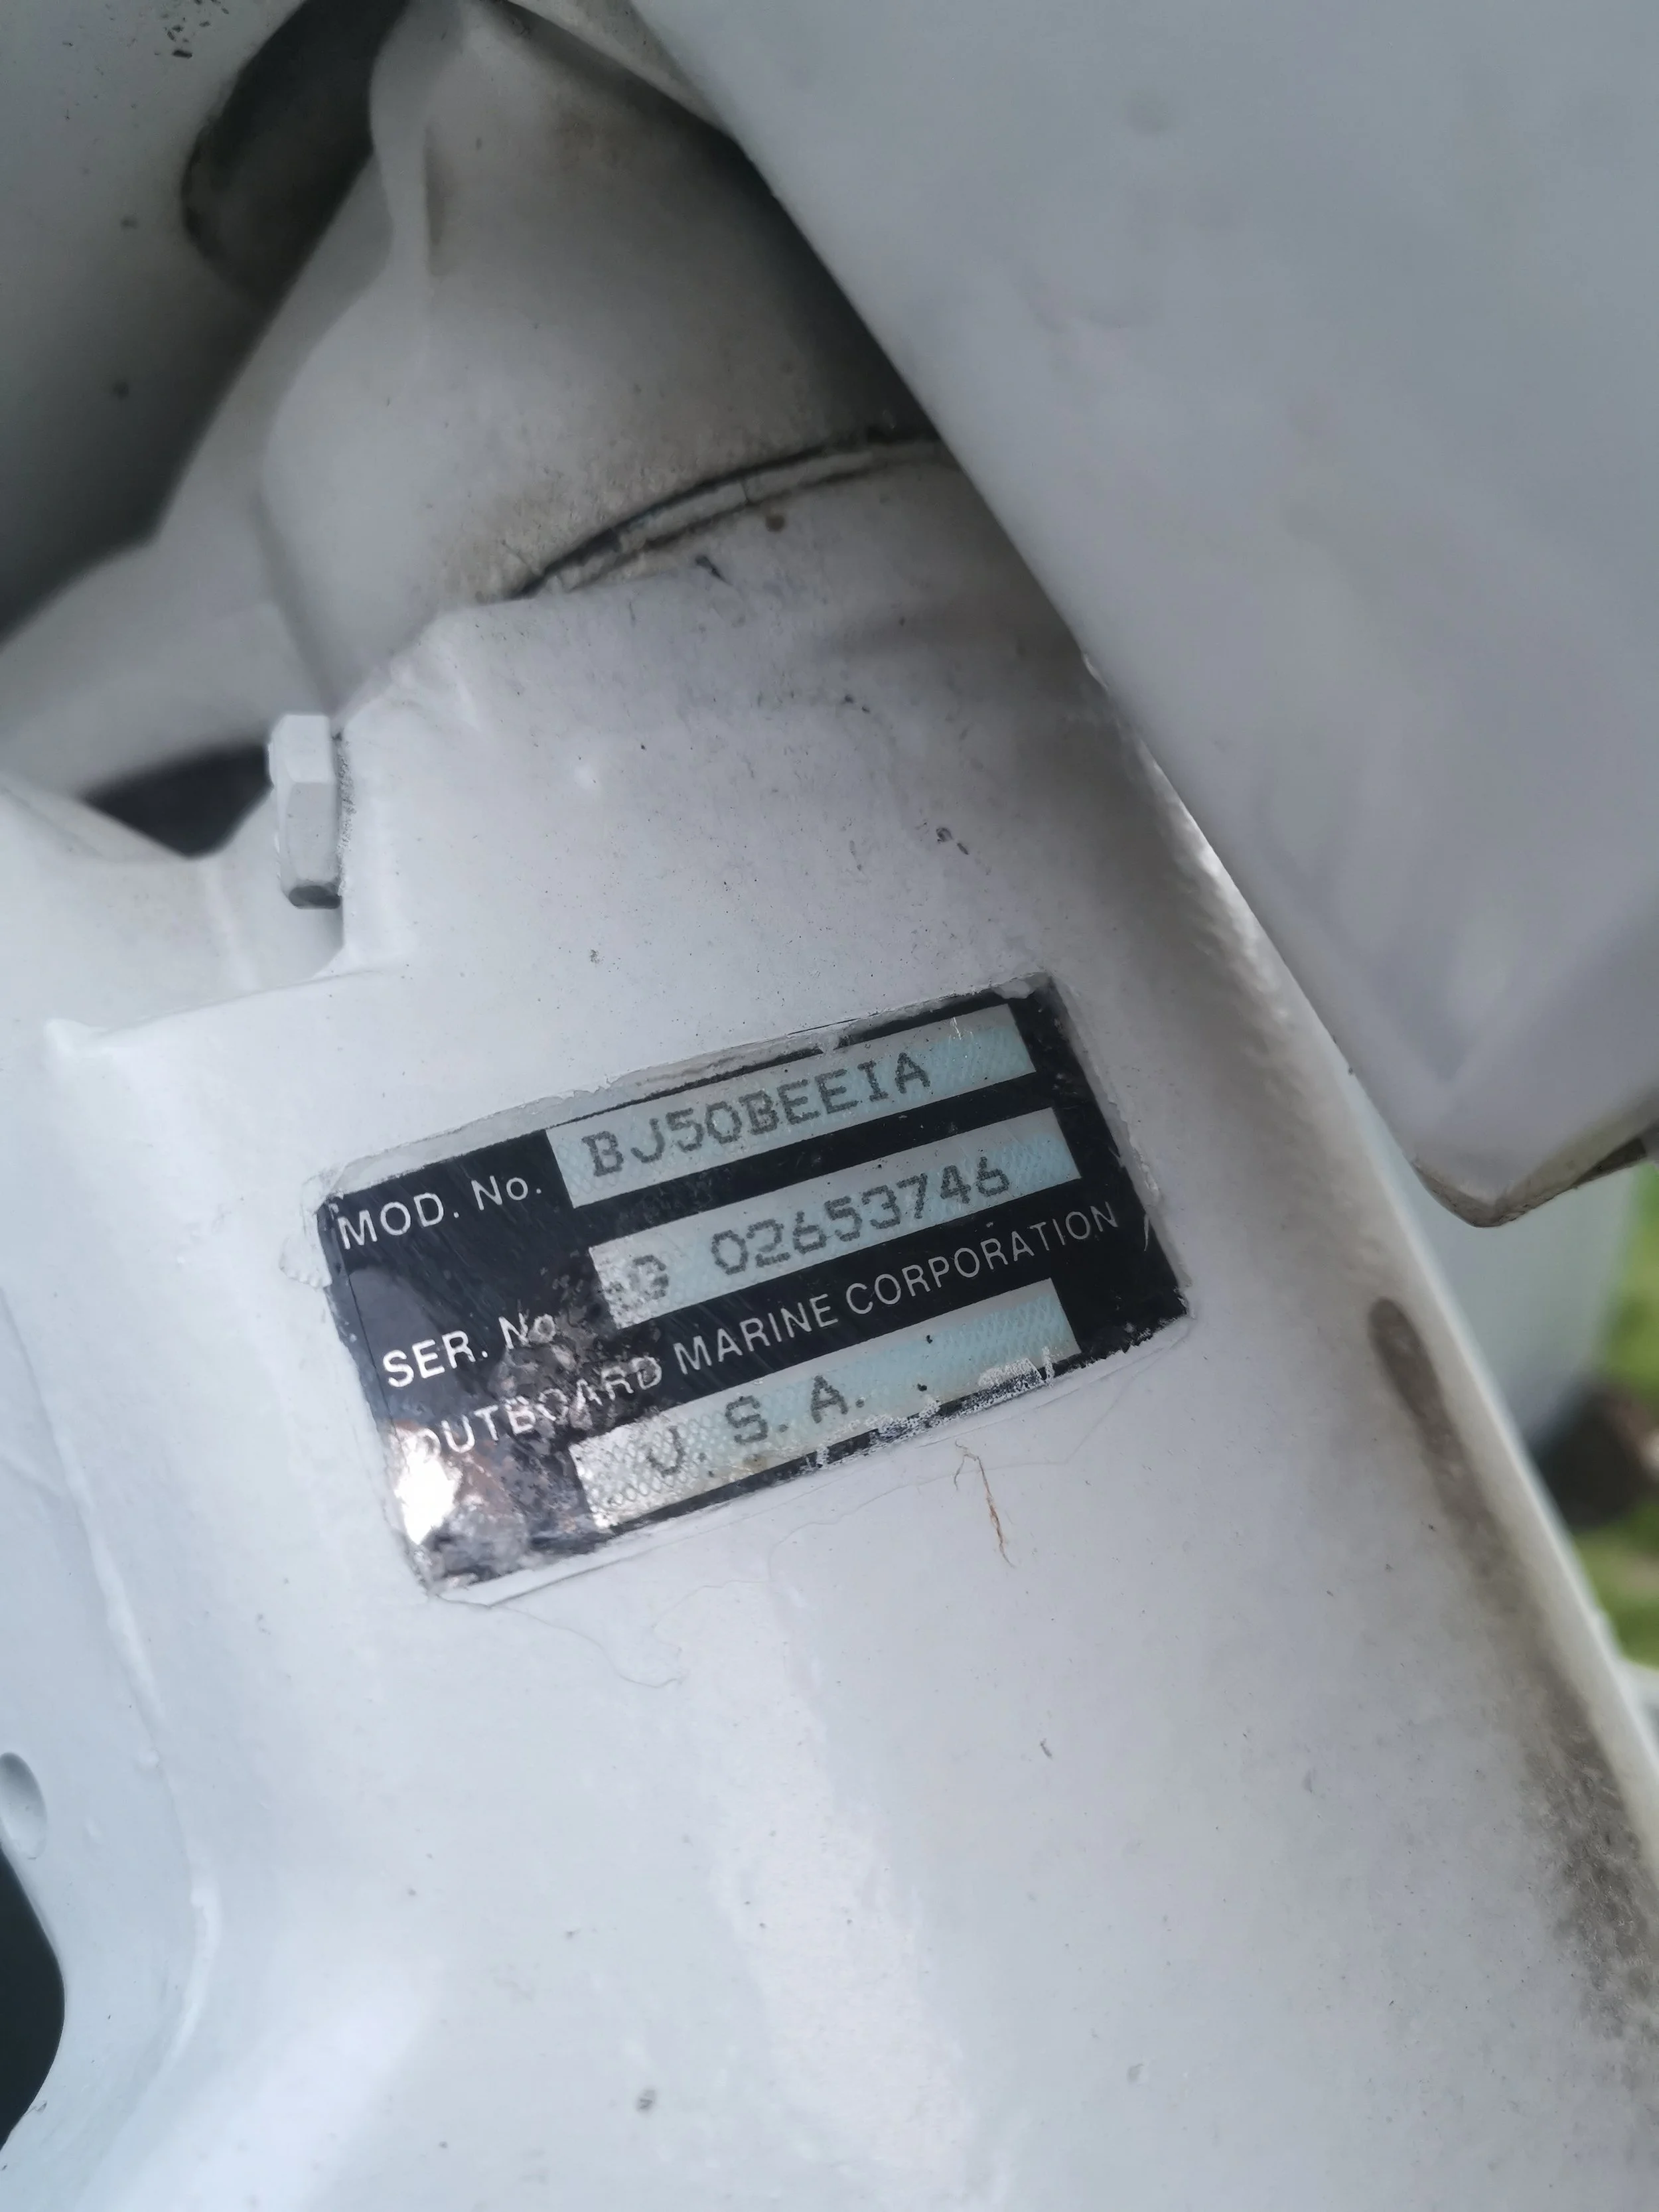 MOD. No. BJ50BEEIA
SER. No. G 02653746
OUTBOARD MARINE CORPORATION
U. S. A.